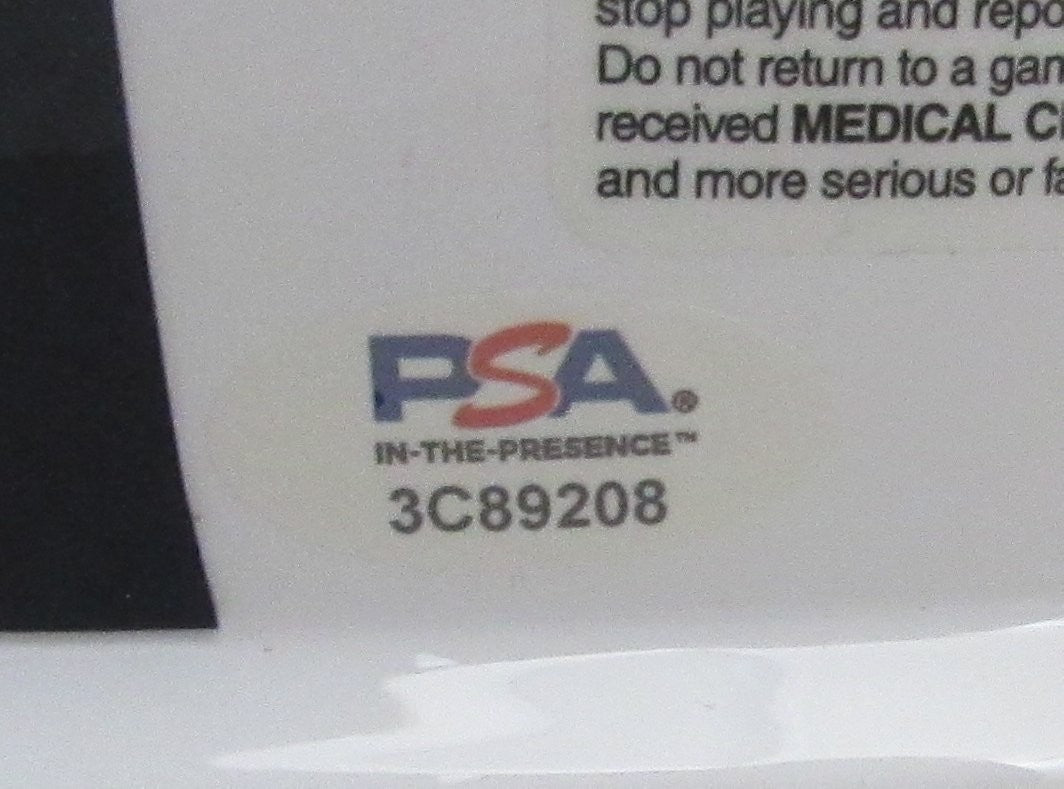 stop playing and repo
Do not return to a gam
received MEDICAL C
and more serious or fa
PSA®
IN-THE-PRESENCE™
3C89208